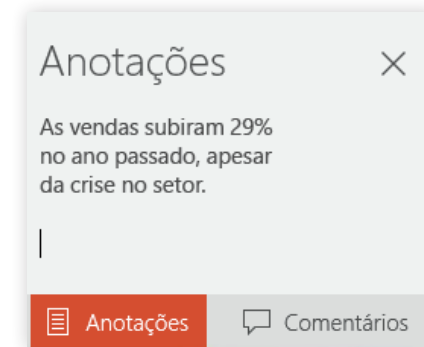 Anotações
As vendas subiram 29%
no ano passado, apesar
da crise no setor.
Anotações
Comentários